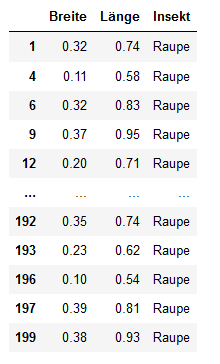 Breite Länge Insekt
1 0.32 0.74 Raupe
4 0.11 0.58 Raupe
6 0.32 0.83 Raupe
9 0.37 0.95 Raupe
12 0.20 0.71 Raupe
... ... ... ...
192 0.35 0.74 Raupe
193 0.23 0.62 Raupe
196 0.10 0.54 Raupe
197 0.39 0.81 Raupe
199 0.38 0.93 Raupe